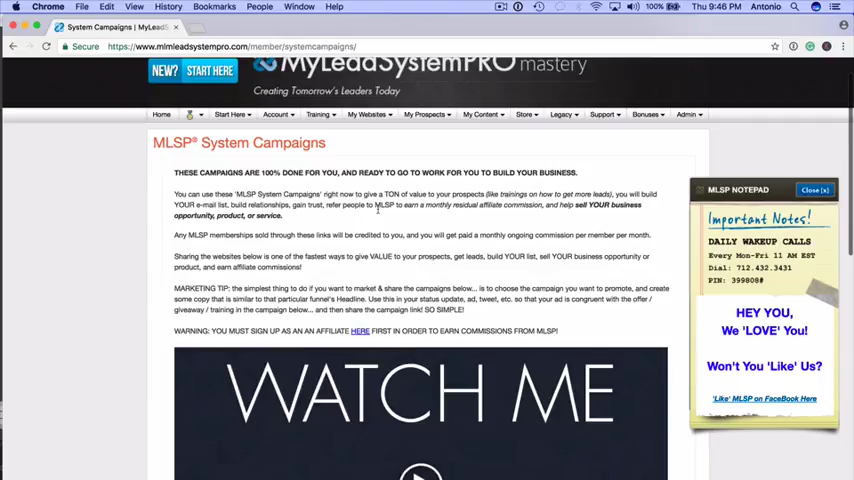 Chrome File Edit View History Bookmarks People Window Help 100% Thu 9:46 PM Antonio
System Campaigns | MyLeadS
Antonio
Secure https://www.mlmleadsystempro.com/member/systemcampaigns/
NEW? START HERE
MyLeadSystemPRO mastery
Creating Tomorrow's Leaders Today
Home Start Here Account Training My Websites My Prospects My Content Store Legacy Support Bonuses Admin
MLSP® System Campaigns
THESE CAMPAIGNS ARE 100% DONE FOR YOU, AND READY TO GO TO WORK FOR YOU TO BUILD YOUR BUSINESS.
You can use these 'MLSP System Campaigns' right now to give a TON of value to your prospects (like trainings on how to get more leads), you will build
YOUR e-mail list, build relationships, gain trust, refer people to MLSP to earn a monthly residual affiliate commission, and help sell YOUR business
opportunity, product, or service.
Any MLSP memberships sold through these links will be credited to you, and you will get paid a monthly ongoing commission per member per month.
Sharing the websites below is one of the fastest ways to give VALUE to your prospects, get leads, build YOUR list, sell YOUR business opportunity or
product, and earn affiliate commissions!
MARKETING TIP: the simplest thing to do if you want to market & share the campaigns below... is to choose the campaign you want to promote, and create
some copy that is similar to that particular funnel's Headline. Use this in your status update, ad, tweet, etc. so that your ad is congruent with the offer /
giveaway / training in the campaign below... and then share the campaign link! SO SIMPLE!
WARNING: YOU MUST SIGN UP AS AN AN AFFILIATE HERE FIRST IN ORDER TO EARN COMMISSIONS FROM MLSP!
WATCH ME
MLSP NOTEPAD Close [x]
Important Notes!
DAILY WAKEUP CALLS
Every Mon-Fri 11 AM EST
Dial: 712.432.3431
PIN: 399808#
HEY YOU,
We 'LOVE' You!
Won't You 'Like' Us?
'Like' MLSP on FaceBook Here